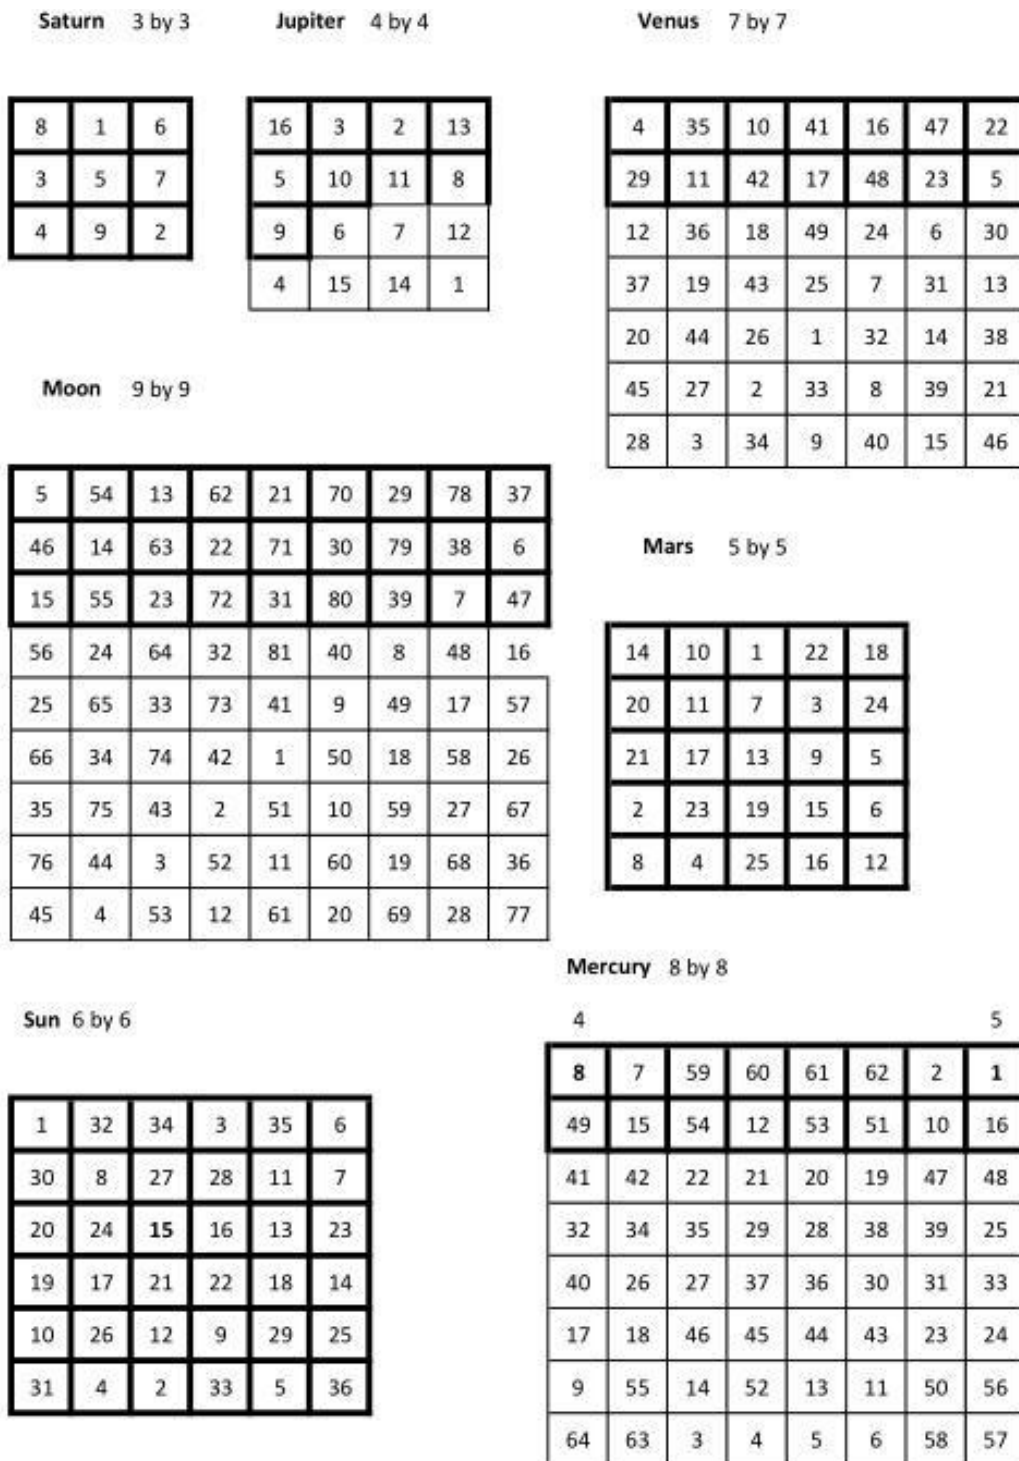 Saturn 3 by 3
8 1 6
3 5 7
4 9 2
Jupiter 4 by 4
16 3 2 13
5 10 11 8
9 6 7 12
4 15 14 1
Venus 7 by 7
4 35 10 41 16 47 22
29 11 42 17 48 23 5
12 36 18 49 24 6 30
37 19 43 25 7 31 13
20 44 26 1 32 14 38
45 27 2 33 8 39 21
28 3 34 9 40 15 46
Moon 9 by 9
5 54 13 62 21 70 29 78 37
46 14 63 22 71 30 79 38 6
15 55 23 72 31 80 39 7 47
56 24 64 32 81 40 8 48 16
25 65 33 73 41 9 49 17 57
66 34 74 42 1 50 18 58 26
35 75 43 2 51 10 59 27 67
76 44 3 52 11 60 19 68 36
45 4 53 12 61 20 69 28 77
Mars 5 by 5
14 10 1 22 18
20 11 7 3 24
21 17 13 9 5
2 23 19 15 6
8 4 25 16 12
Sun 6 by 6
1 32 34 3 35 6
30 8 27 28 11 7
20 24 15 16 13 23
19 17 21 22 18 14
10 26 12 9 29 25
31 4 2 33 5 36
Mercury 8 by 8
4 5
8 7 59 60 61 62 2 1
49 15 54 12 53 51 10 16
41 42 22 21 20 19 47 48
32 34 35 29 28 38 39 25
40 26 27 37 36 30 31 33
17 18 46 45 44 43 23 24
9 55 14 52 13 11 50 56
64 63 3 4 5 6 58 57